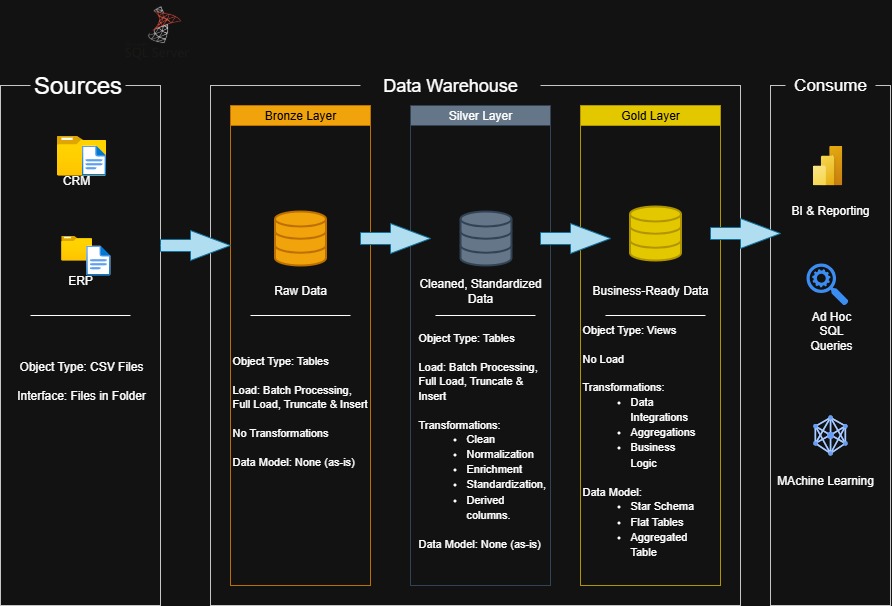 SQL Server
Sources
CRM
ERP
Object Type: CSV Files
Interface: Files in Folder
Data Warehouse
Bronze Layer
Raw Data
Object Type: Tables
Load: Batch Processing,
Full Load, Truncate & Insert
No Transformations
Data Model: None (as-is)
Silver Layer
Cleaned, Standardized
Data
Object Type: Tables
Load: Batch Processing,
Full Load, Truncate &
Insert
Transformations:
• Clean
• Normalization
• Enrichment
• Standardization,
• Derived
columns.
Data Model: None (as-is)
Gold Layer
Business-Ready Data
Object Type: Views
No Load
Transformations:
• Data
Integrations
• Aggregations
• Business
Logic
Data Model:
• Star Schema
• Flat Tables
• Aggregated
Table
Consume
BI & Reporting
Ad Hoc
SQL
Queries
MAchine Learning